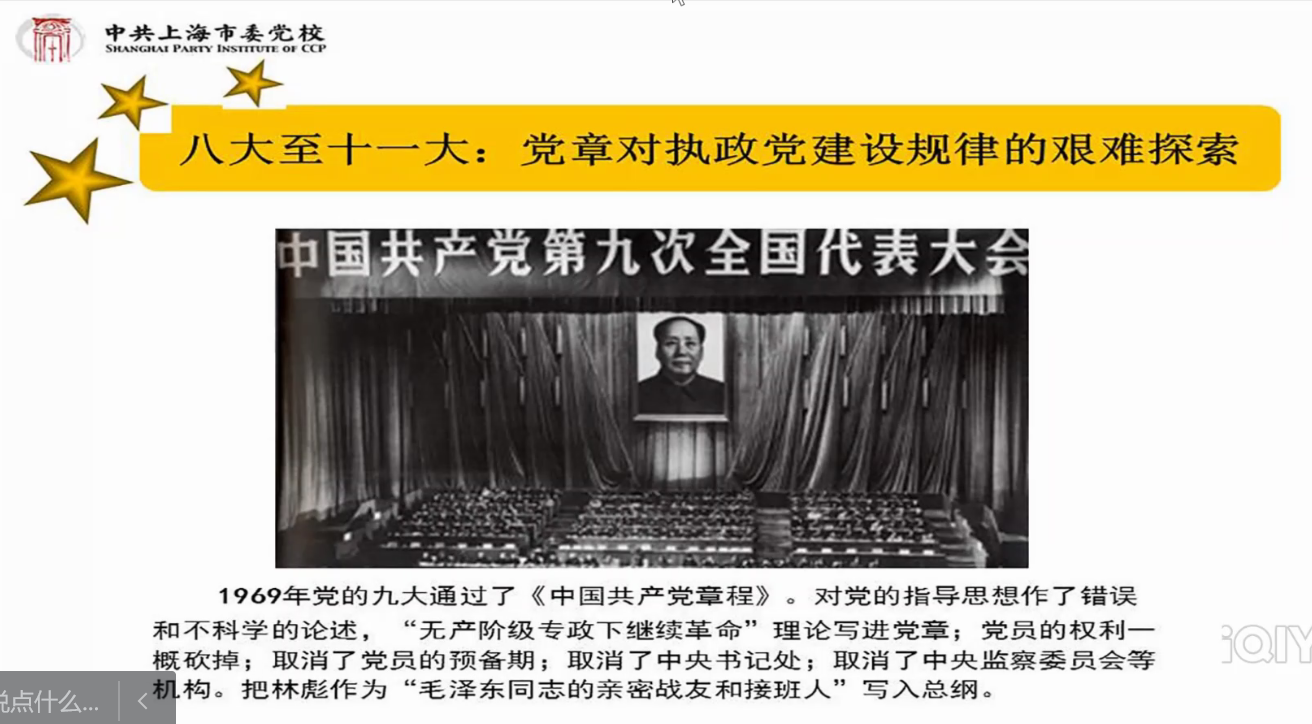 中共上海市委党校
SHANGHAI PARTY INSTITUTE OF CCP
八大至十一大：党章对执政党建设规律的艰难探索
中国共产党第九次全国代表大会
1969年党的九大通过了《中国共产党章程》。对党的指导思想作了错误
和不科学的论述，“无产阶级专政下继续革命”理论写进党章；党员的权利一
概砍掉；取消了党员的预备期；取消了中央书记处；取消了中央监察委员会等
机构。把林彪作为“毛泽东同志的亲密战友和接班人”写入总纲。
说点什么...
iQIY